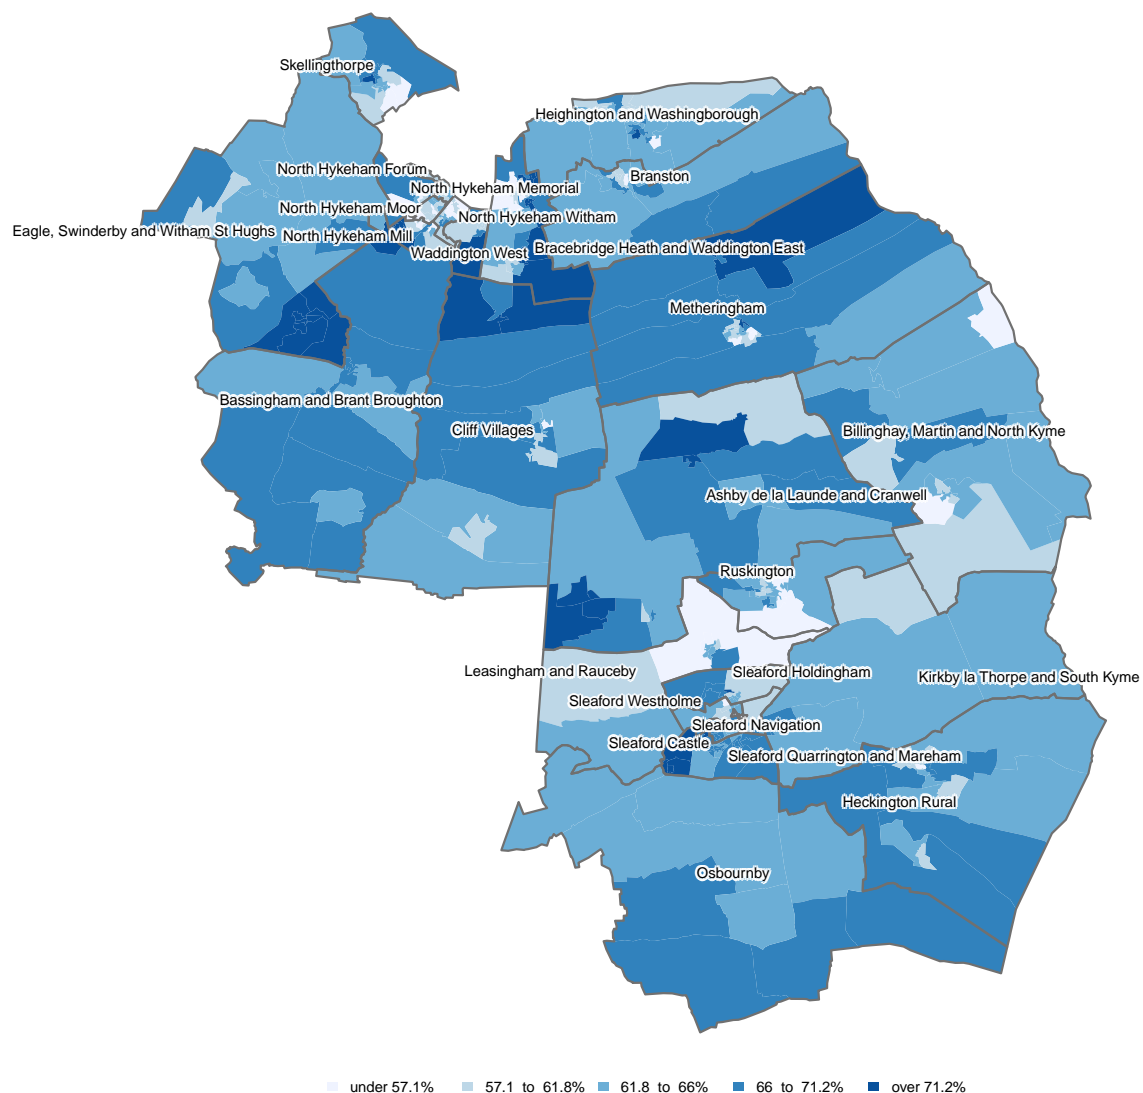 Skellingthorpe
Heighington and Washingborough
North Hykeham Forum
Branston
North Hykeham Memorial
North Hykeham Moor
North Hykeham Witham
Eagle, Swinderby and Witham St Hughs
North Hykeham Mill
Bracebridge Heath and Waddington East
Waddington West
Metheringham
Bassingham and Brant Broughton
Cliff Villages
Billinghay, Martin and North Kyme
Ashby de la Launde and Cranwell
Ruskington
Leasingham and Rauceby
Sleaford Holdingham
Kirkby la Thorpe and South Kyme
Sleaford Westholme
Sleaford Navigation
Sleaford Castle
Sleaford Quarrington and Mareham
Heckington Rural
Osbournby
under 57.1% 57.1 to 61.8% 61.8 to 66% 66 to 71.2% over 71.2%